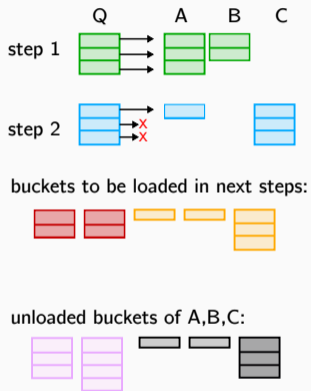 Q A B C
step 1
x
step 2 x
buckets to be loaded in next steps:
unloaded buckets of A,B,C: